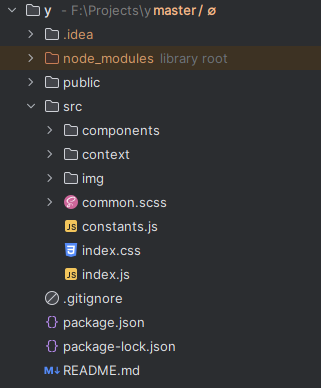 y - F:\Projects\y master / ∅
.idea
node_modules library root
public
src
components
context
img
common.scss
JS constants.js
index.css
JS index.js
.gitignore
{} package.json
{} package-lock.json
M↓ README.md